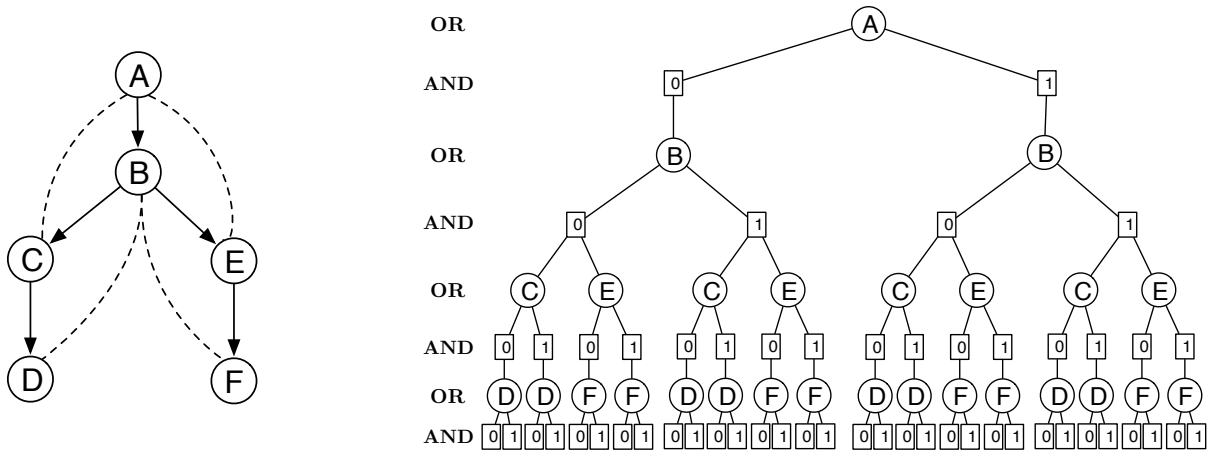 A
B
C E
D F
OR A
AND 0 1
OR B B
AND 0 1 0 1
OR C E C E C E C E
AND 0 1 0 1 0 1 0 1 0 1 0 1 0 1 0 1
OR D D F F D D F F D D F F D D F F
AND 0 1 0 1 0 1 0 1 0 1 0 1 0 1 0 1 0 1 0 1 0 1 0 1 0 1 0 1 0 1 0 1